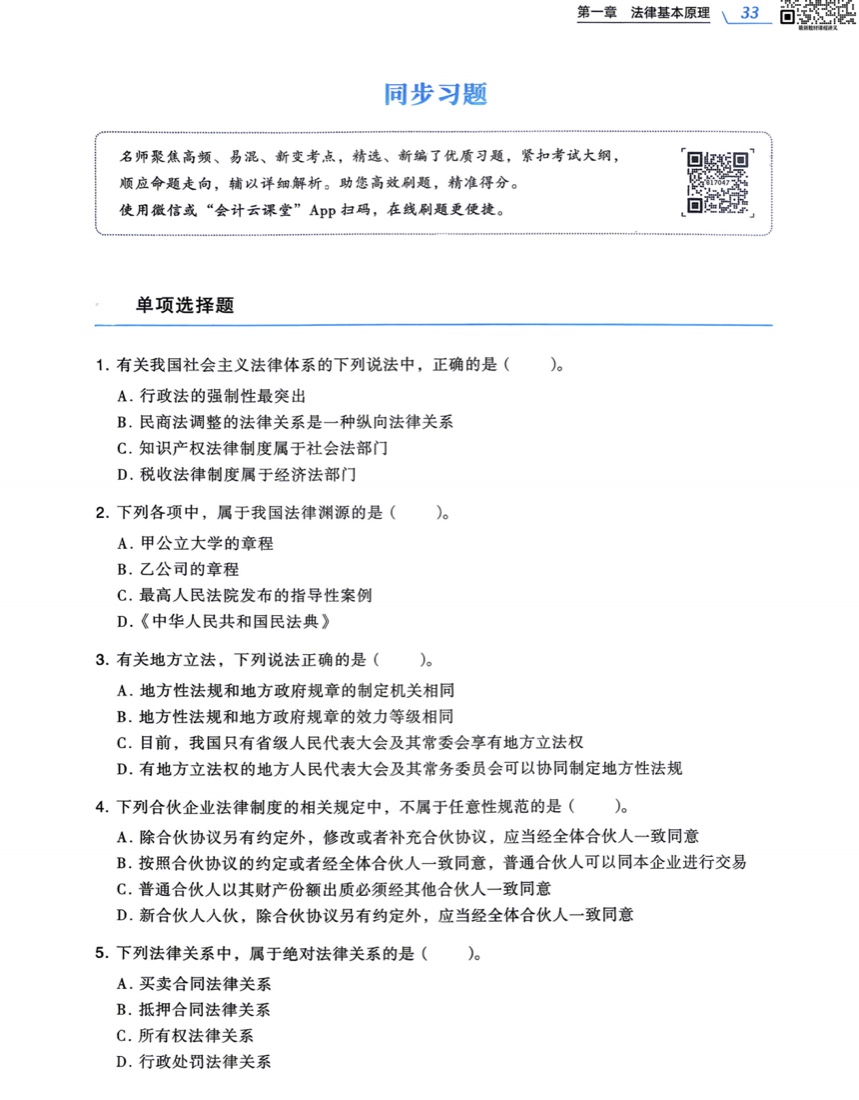 第一章 法律基本原理 33
同步习题
名师聚焦高频、易混、新变考点，精选、新编了优质习题，紧扣考试大纲，
顺应命题走向，辅以详细解析。助您高效刷题，精准得分。
使用微信或“会计云课堂”App 扫码，在线刷题更便捷。
单项选择题
1. 有关我国社会主义法律体系的下列说法中，正确的是（ ）。
A. 行政法的强制性最突出
B. 民商法调整的法律关系是一种纵向法律关系
C. 知识产权法律制度属于社会法部门
D. 税收法律制度属于经济法部门
2. 下列各项中，属于我国法律渊源的是（ ）。
A. 甲公立大学的章程
B. 乙公司的章程
C. 最高人民法院发布的指导性案例
D.《中华人民共和国民法典》
3. 有关地方立法，下列说法正确的是（ ）。
A. 地方性法规和地方政府规章的制定机关相同
B. 地方性法规和地方政府规章的效力等级相同
C. 目前，我国只有省级人民代表大会及其常委会享有地方立法权
D. 有地方立法权的地方人民代表大会及其常务委员会可以协同制定地方性法规
4. 下列合伙企业法律制度的相关规定中，不属于任意性规范的是（ ）。
A. 除合伙协议另有约定外，修改或者补充合伙协议，应当经全体合伙人一致同意
B. 按照合伙协议的约定或者经全体合伙人一致同意，普通合伙人可以同本企业进行交易
C. 普通合伙人以其财产份额出质必须经其他合伙人一致同意
D. 新合伙人入伙，除合伙协议另有约定外，应当经全体合伙人一致同意
5. 下列法律关系中，属于绝对法律关系的是（ ）。
A. 买卖合同法律关系
B. 抵押合同法律关系
C. 所有权法律关系
D. 行政处罚法律关系